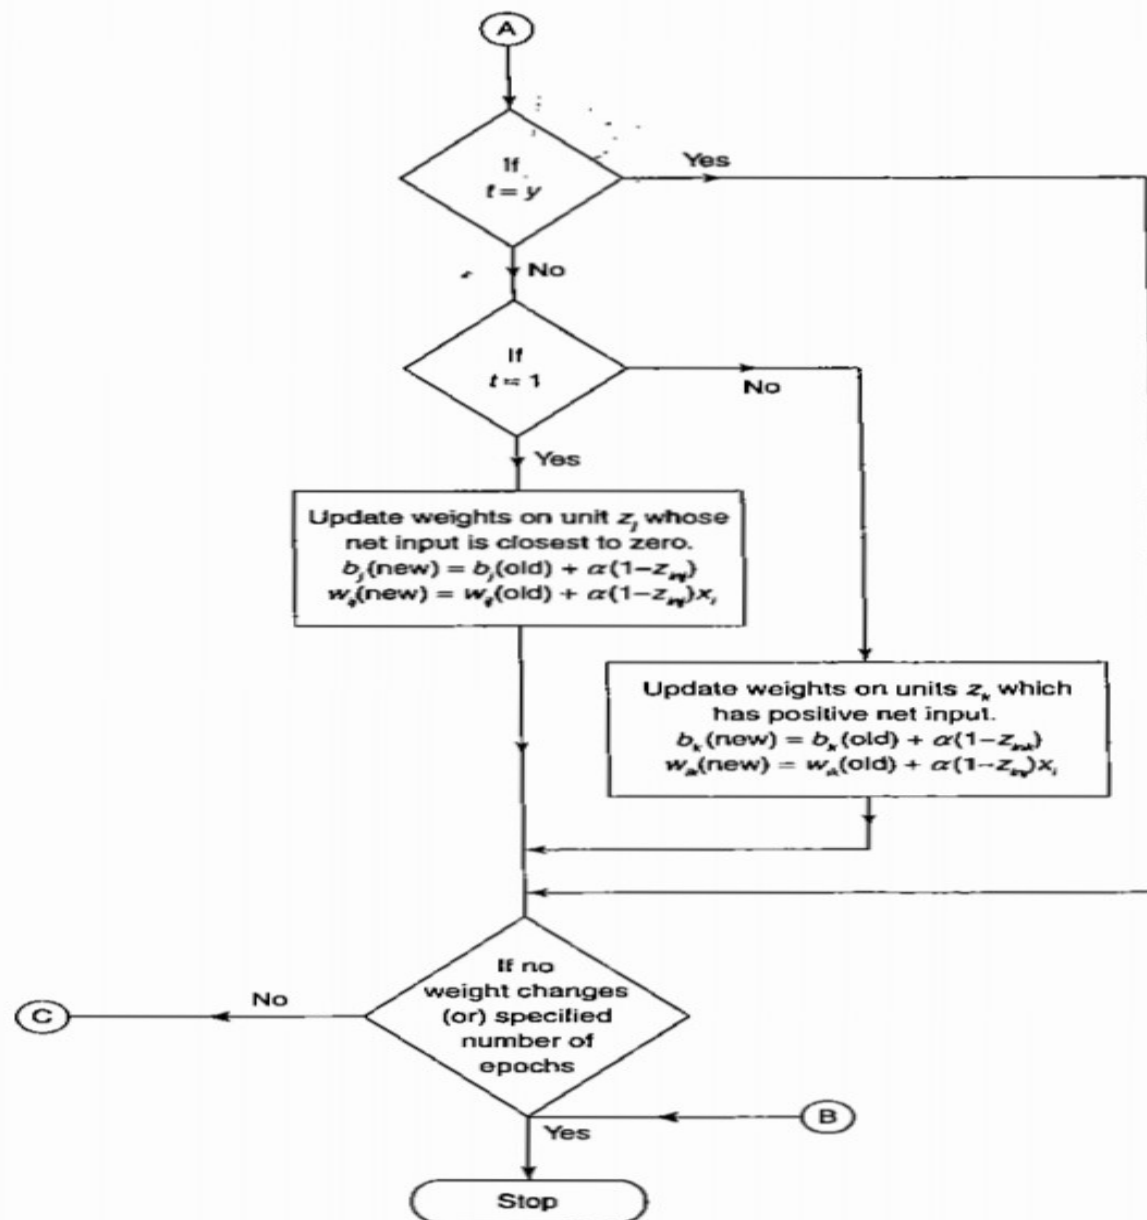 A
If
t = y
Yes
No
If
t = 1
No
Yes
Update weights on unit z_j whose
net input is closest to zero.
b_j(new) = b_j(old) + α(1–z_inj)
w_ij(new) = w_ij(old) + α(1–z_inj)x_i
Update weights on units z_k which
has positive net input.
b_k(new) = b_k(old) + α(1–z_ink)
w_ik(new) = w_ik(old) + α(1–z_inj)x_i
If no
weight changes
(or) specified
number of
epochs
No
C
B
Yes
Stop